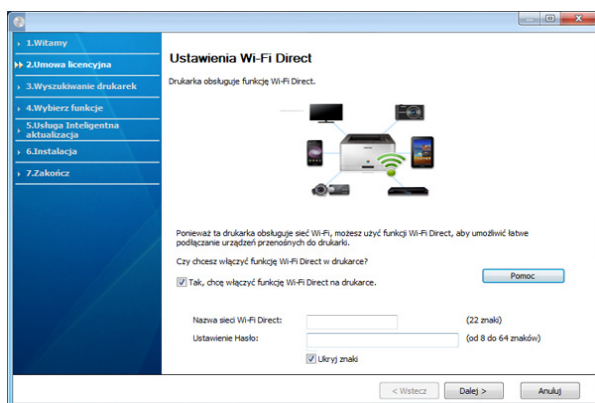 1.Witamy
2.Umowa licencyjna
3.Wyszukiwanie drukarek
4.Wybierz funkcje
5.Usługa Inteligentna
aktualizacja
6.Instalacja
7.Zakończ
Ustawienia Wi-Fi Direct
Drukarka obsługuje funkcję Wi-Fi Direct.
Ponieważ ta drukarka obsługuje sieć Wi-Fi, możesz użyć funkcji Wi-Fi Direct, aby umożliwić łatwe
podłączanie urządzeń przenośnych do drukarki.
Czy chcesz włączyć funkcję Wi-Fi Direct w drukarce?
Tak, chcę włączyć funkcję Wi-Fi Direct na drukarce.
Pomoc
Nazwa sieci Wi-Fi Direct: (22 znaki)
Ustawienie Hasło: (od 8 do 64 znaków)
Ukryj znaki
< Wstecz Dalej > Anuluj